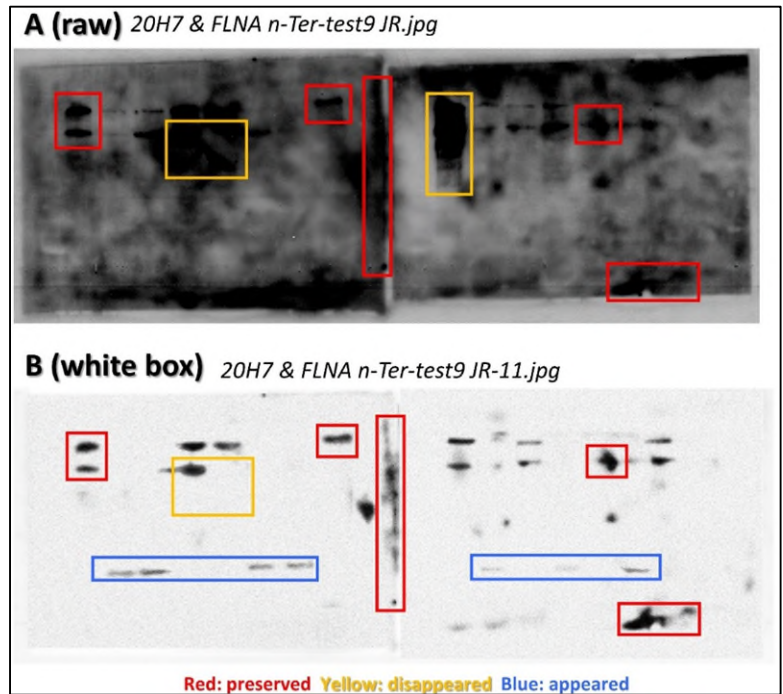 A (raw) 20H7 & FLNA n-Ter-test9 JR.jpg
B (white box) 20H7 & FLNA n-Ter-test9 JR-11.jpg
Red: preserved Yellow: disappeared Blue: appeared